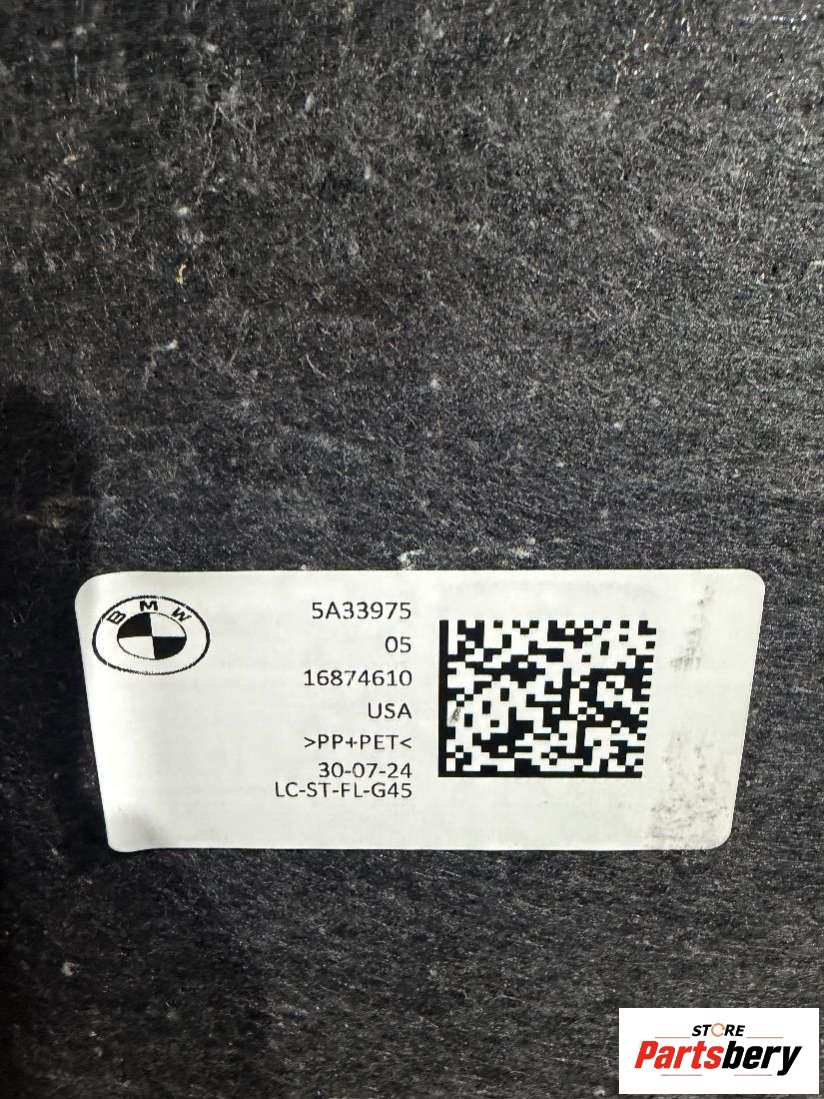 BMW
5A33975
05
16874610
USA
>PP+PET<
30-07-24
LC-ST-FL-G45
STORE
Partsbery